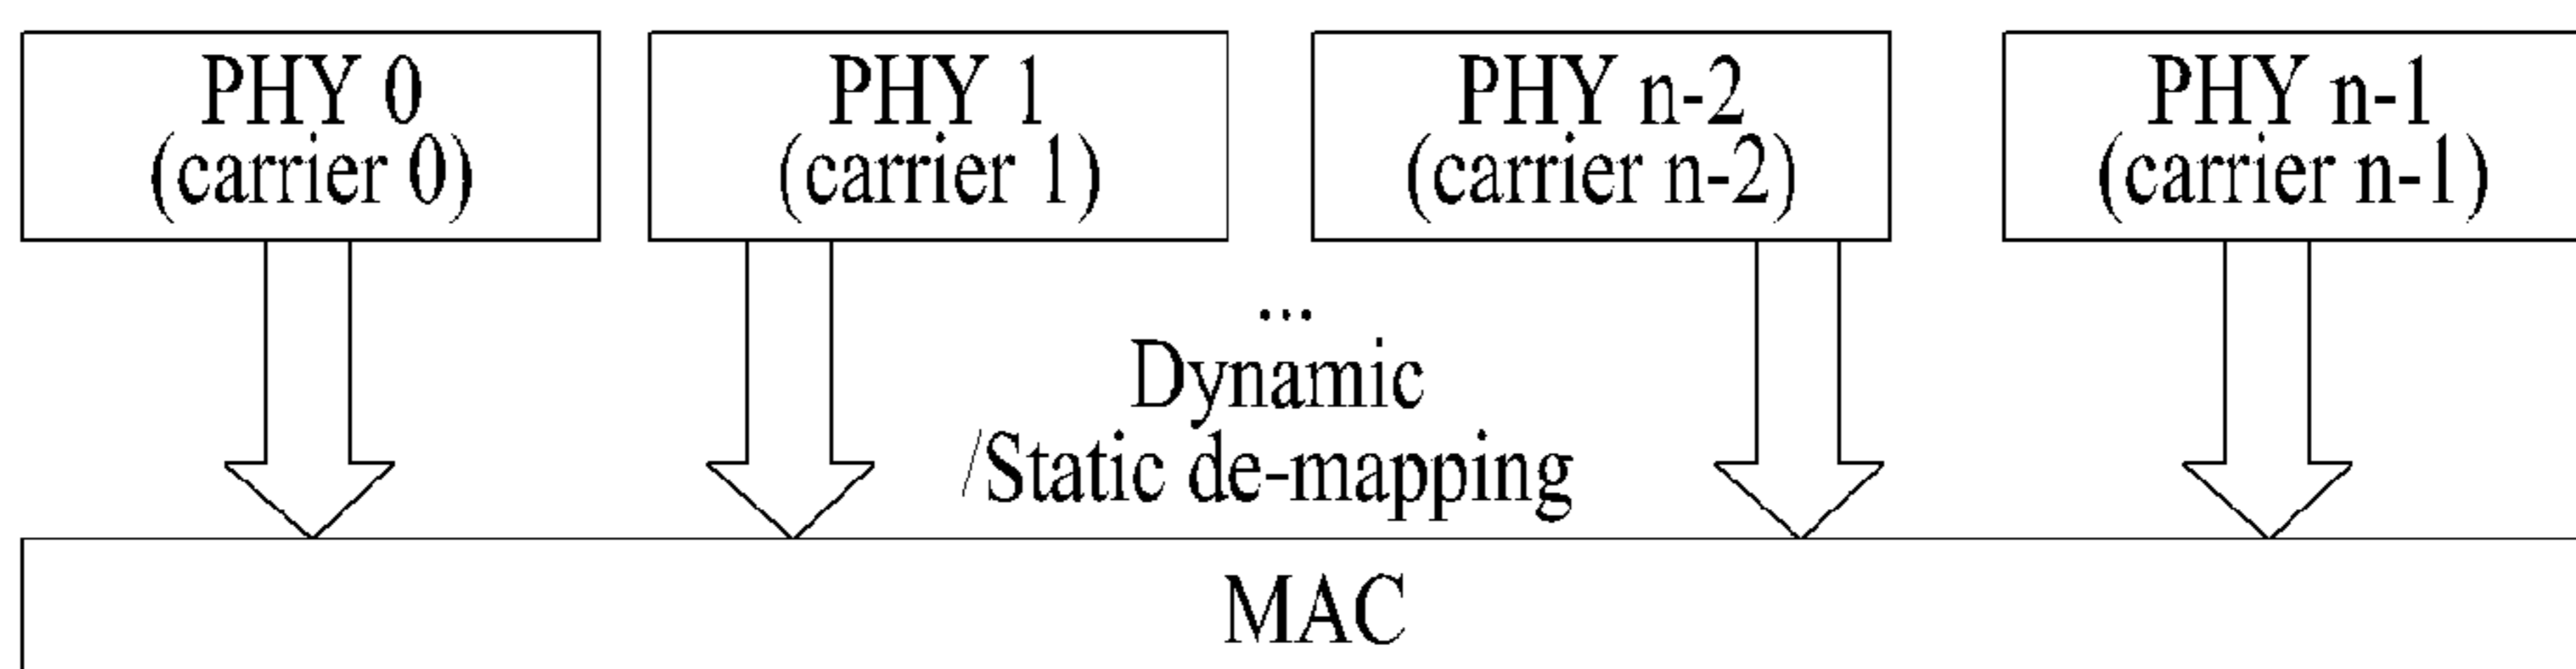 PHY 0
(carrier 0)
PHY 1
(carrier 1)
PHY n-2
(carrier n-2)
PHY n-1
(carrier n-1)
...
Dynamic
/Static de-mapping
MAC